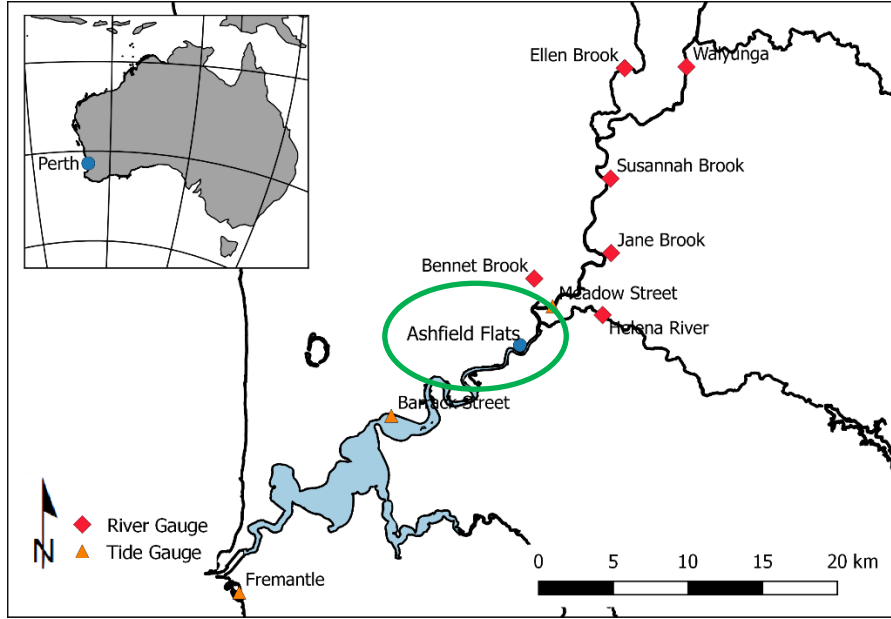 Ellen Brook
Walyunga
Perth
Susannah Brook
Jane Brook
Bennet Brook
Meadow Street
Ashfield Flats
Helena River
Barrack Street
River Gauge
N
Tide Gauge
Fremantle
0 5 10 15 20 km